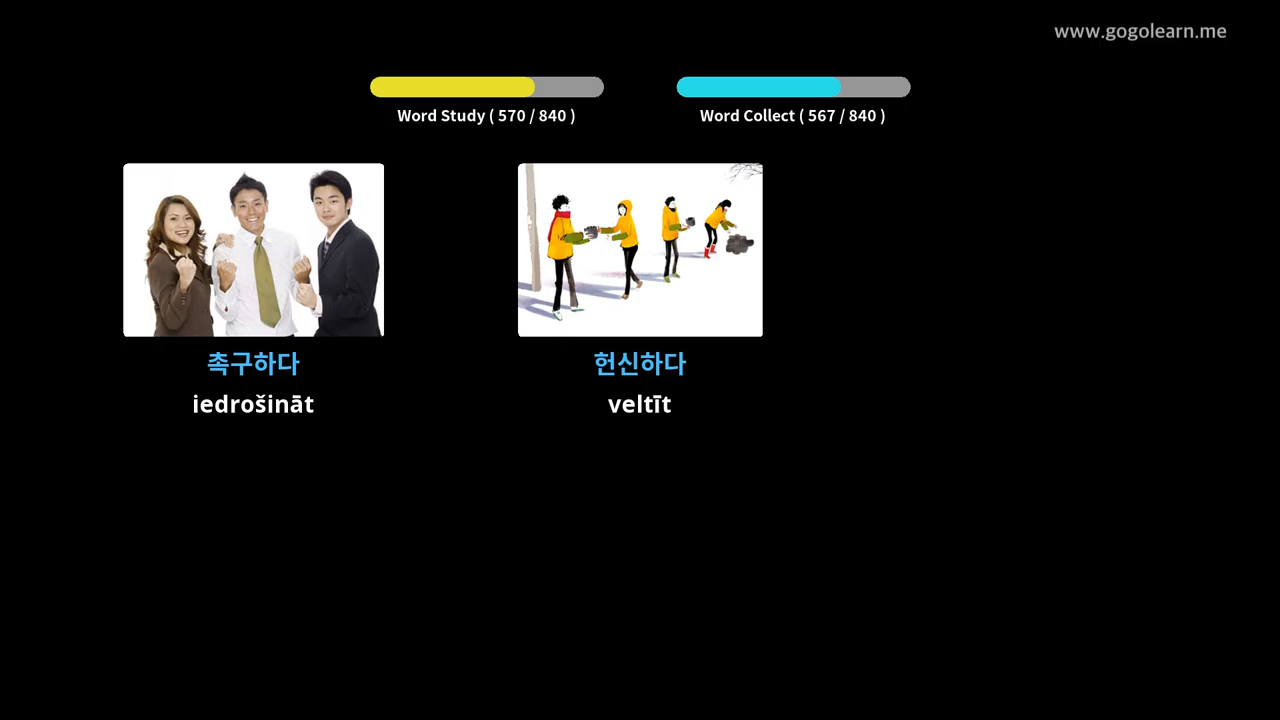 www.gogolearn.me
Word Study ( 570 / 840 )
Word Collect ( 567 / 840 )
촉구하다
iedrošināt
헌신하다
veltīt